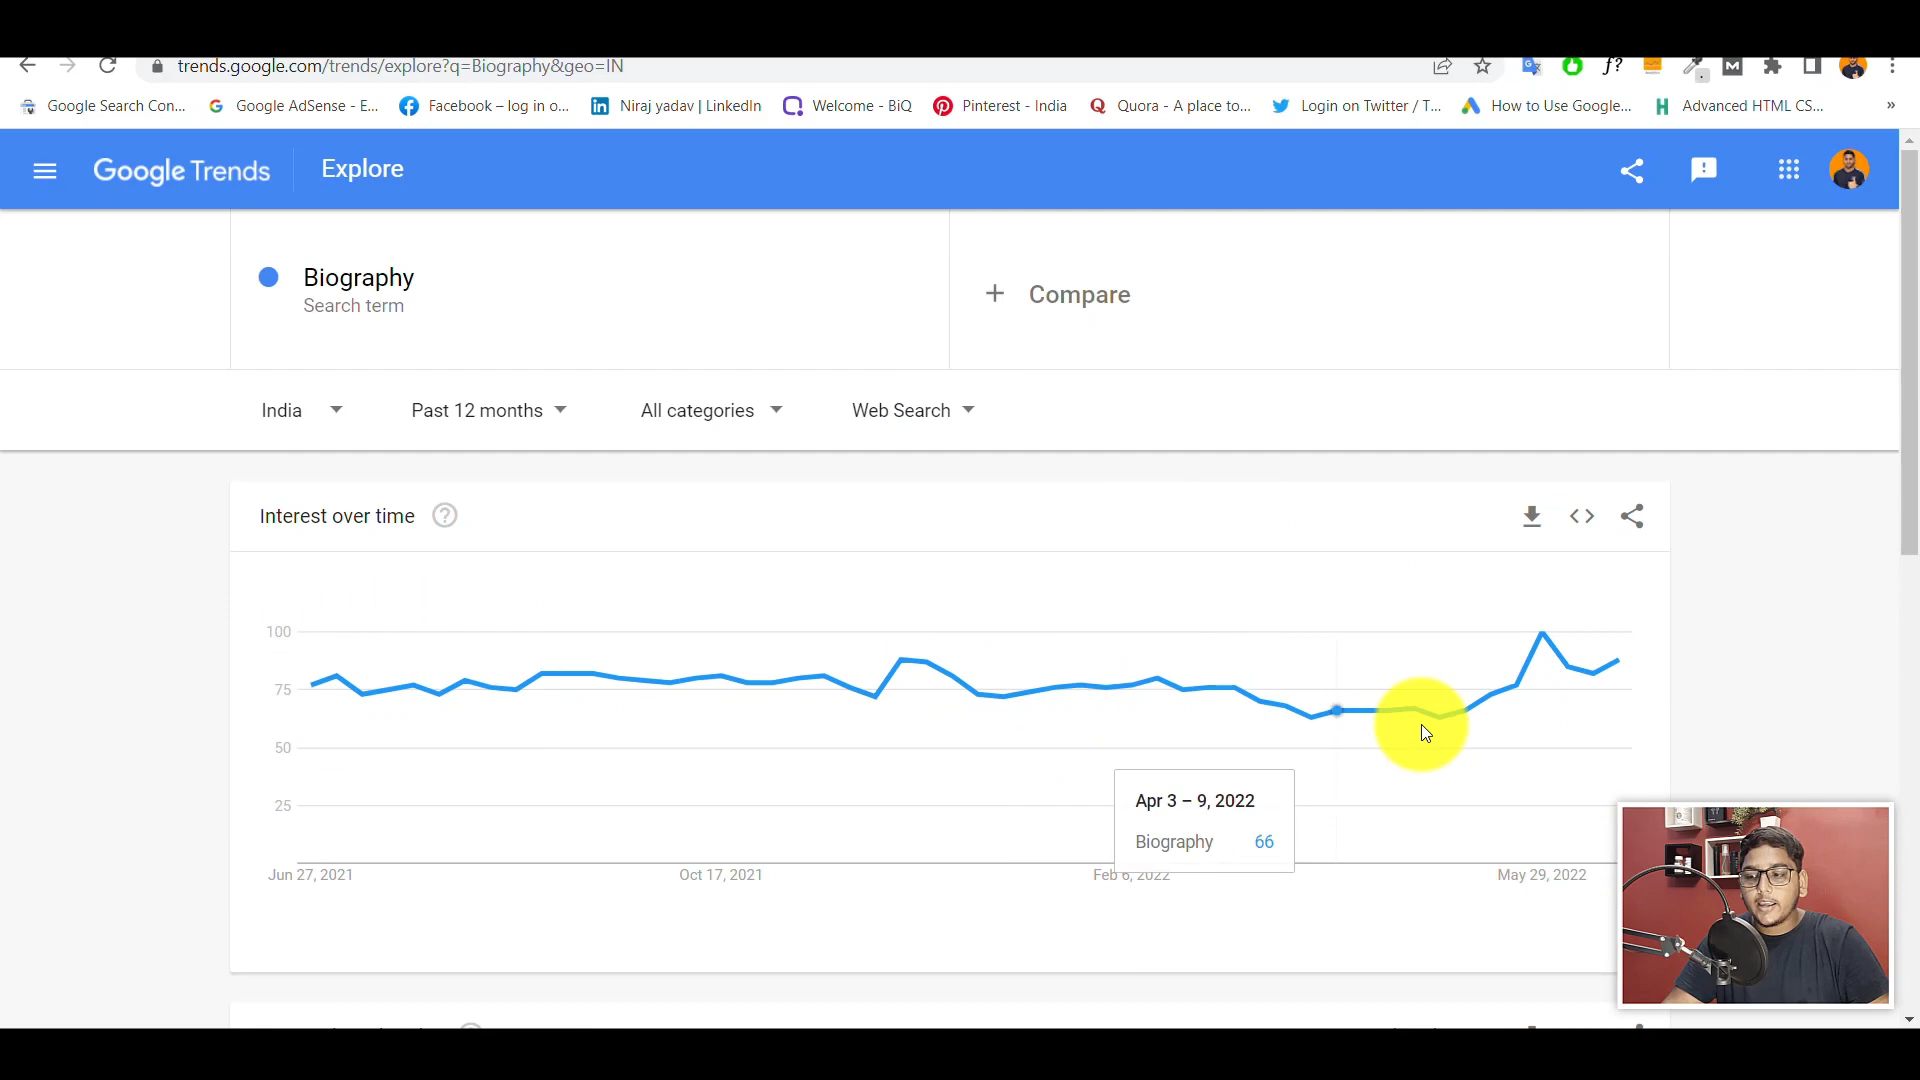 trends.google.com/trends/explore?q=Biography&geo=IN
f?
M
Google Search Con... Google AdSense - E... Facebook – log in o... Niraj yadav | LinkedIn Welcome - BiQ Pinterest - India Quora - A place to... Login on Twitter / T... How to Use Google... Advanced HTML CS... »
Google Trends Explore
Biography
Search term
+ Compare
India Past 12 months All categories Web Search
Interest over time
100
75
50
25
Apr 3 – 9, 2022
Biography 66
Jun 27, 2021 Oct 17, 2021 Feb 6, 2022 May 29, 2022